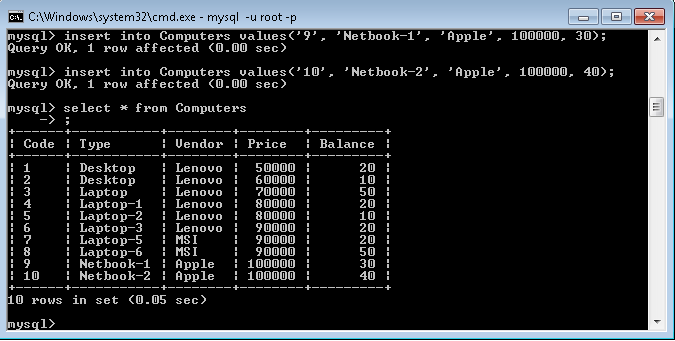 C:\Windows\system32\cmd.exe - mysql -u root -p
mysql> insert into Computers values('9', 'Netbook-1', 'Apple', 100000, 30);
Query OK, 1 row affected (0.00 sec)
mysql> insert into Computers values('10', 'Netbook-2', 'Apple', 100000, 40);
Query OK, 1 row affected (0.00 sec)
mysql> select * from Computers
    -> ;
+------+-----------+--------+--------+---------+
¦ Code ¦ Type      ¦ Vendor ¦ Price  ¦ Balance ¦
+------+-----------+--------+--------+---------+
¦ 1    ¦ Desktop   ¦ Lenovo ¦  50000 ¦      20 ¦
¦ 2    ¦ Desktop   ¦ Lenovo ¦  60000 ¦      10 ¦
¦ 3    ¦ Laptop    ¦ Lenovo ¦  70000 ¦      50 ¦
¦ 4    ¦ Laptop-1  ¦ Lenovo ¦  80000 ¦      20 ¦
¦ 5    ¦ Laptop-2  ¦ Lenovo ¦  80000 ¦      10 ¦
¦ 6    ¦ Laptop-3  ¦ Lenovo ¦  90000 ¦      20 ¦
¦ 7    ¦ Laptop-5  ¦ MSI    ¦  90000 ¦      20 ¦
¦ 8    ¦ Laptop-6  ¦ MSI    ¦  90000 ¦      50 ¦
¦ 9    ¦ Netbook-1 ¦ Apple  ¦ 100000 ¦      30 ¦
¦ 10   ¦ Netbook-2 ¦ Apple  ¦ 100000 ¦      40 ¦
+------+-----------+--------+--------+---------+
10 rows in set (0.05 sec)
mysql>